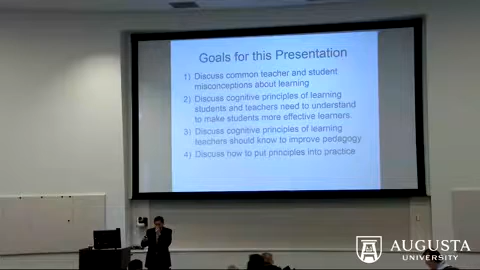 Goals for this Presentation
1) Discuss common teacher and student
misconceptions about learning
2) Discuss cognitive principles of learning
students and teachers need to understand
to make students more effective learners.
3) Discuss cognitive principles of learning
teachers should know to improve pedagogy
4) Discuss how to put principles into practice
AUGUSTA
UNIVERSITY